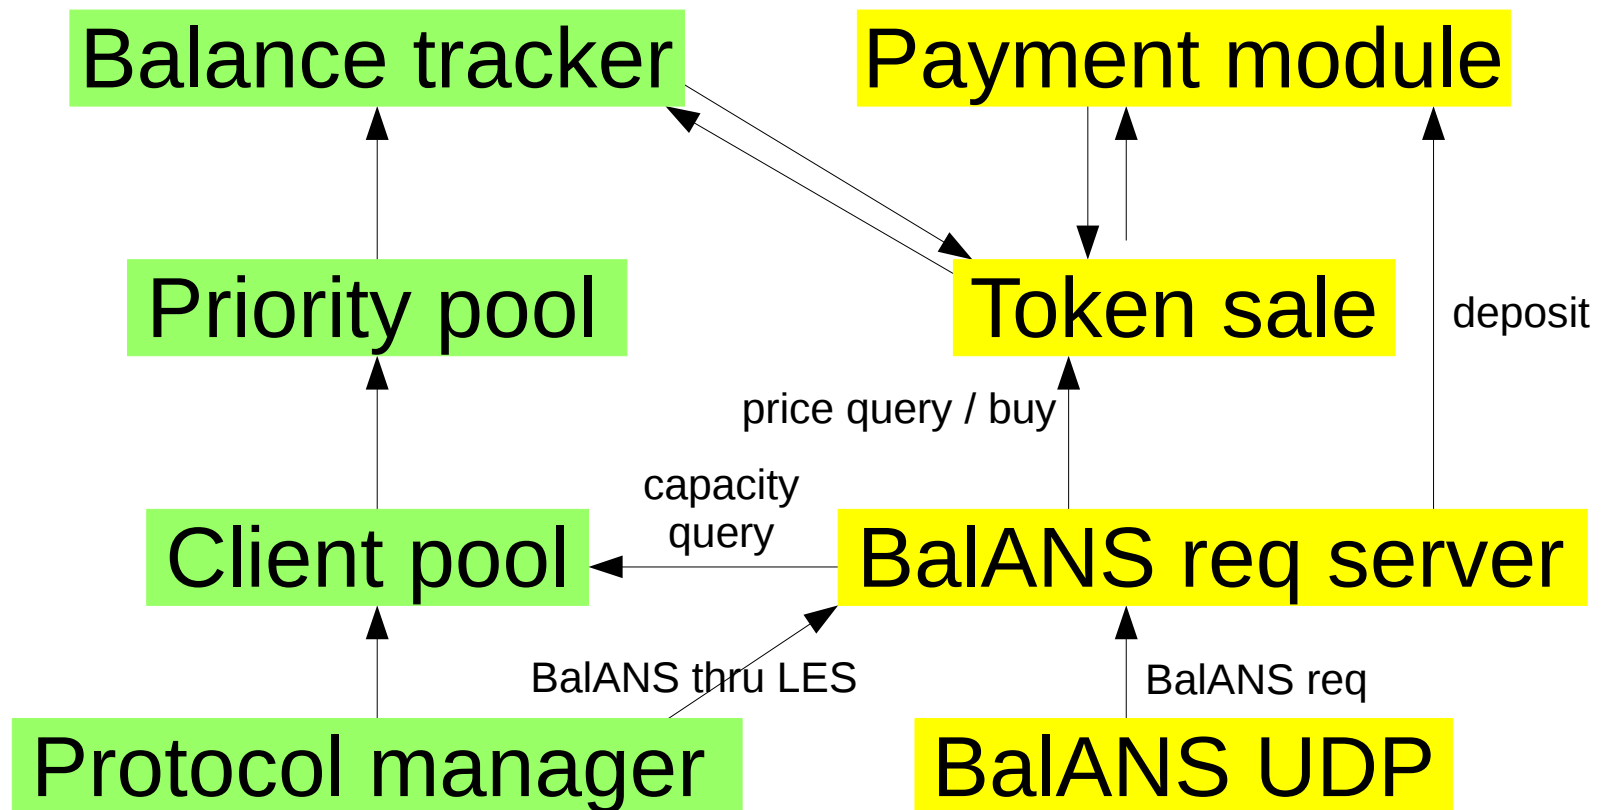 Balance tracker
Payment module
Priority pool
Token sale
deposit
price query / buy
capacity
query
Client pool
BalANS req server
BalANS thru LES
BalANS req
Protocol manager
BalANS UDP